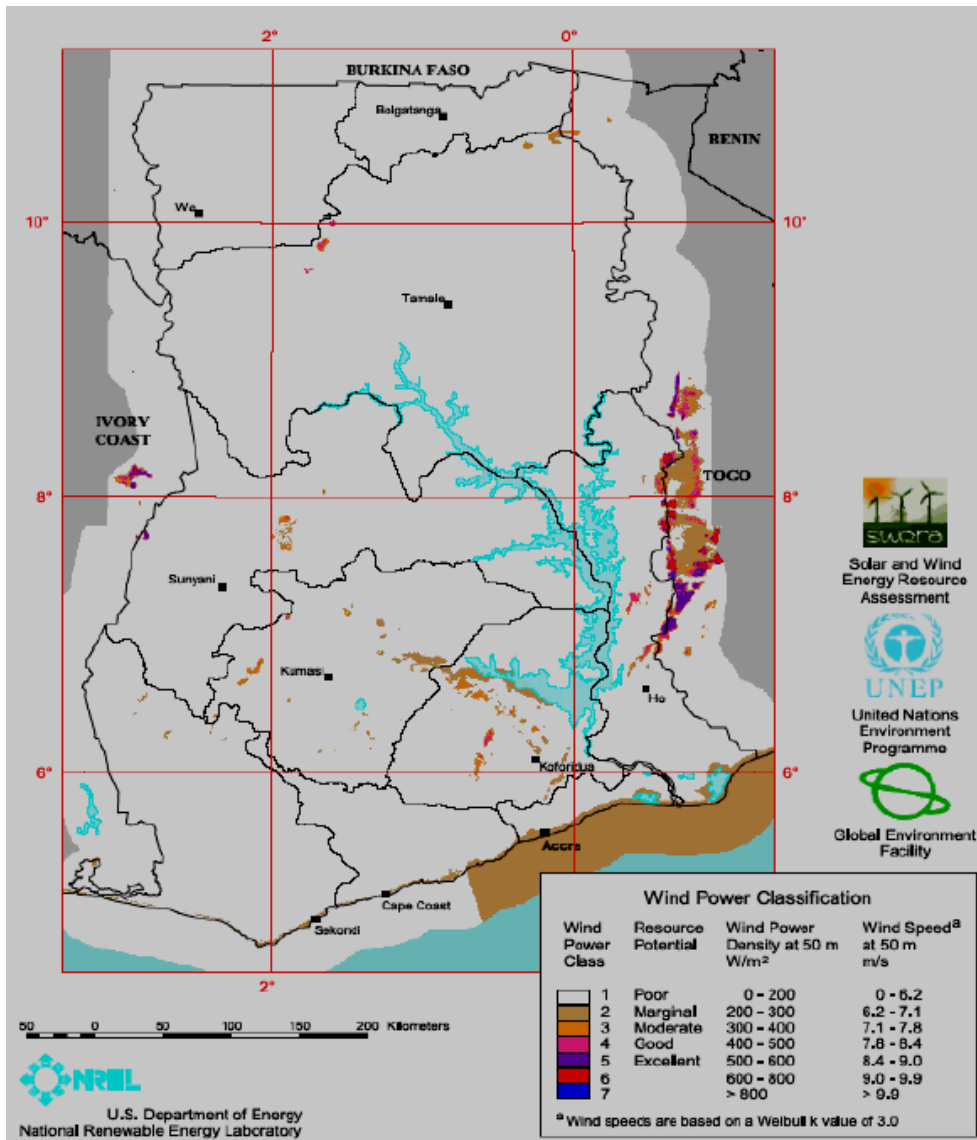 2° 0°
BURKINA FASO
Bolgatanga
BENIN
Wa
10° 10°
Tamale
IVORY
COAST
TOGO
8° 8°
swera
Solar and Wind
Energy Resource
Assessment
Sunyani
Kumasi
Ho
UNEP
United Nations
Environment
Programme
Koforidua
6° 6°
Accra
Global Environment
Facility
Cape Coast
Sekondi
2°
Wind Power Classification
Wind Power Class Resource Potential Wind Power Density at 50 m W/m² Wind Speedᵃ at 50 m m/s
1 Poor 0 - 200 0 - 6.2
2 Marginal 200 - 300 6.2 - 7.1
3 Moderate 300 - 400 7.1 - 7.8
4 Good 400 - 500 7.8 - 8.4
5 Excellent 500 - 600 8.4 - 9.0
6 600 - 800 9.0 - 9.9
7 > 800 > 9.9
ᵃ Wind speeds are based on a Weibull k value of 3.0
50 0 50 100 150 200 Kilometers
NREL
U.S. Department of Energy
National Renewable Energy Laboratory